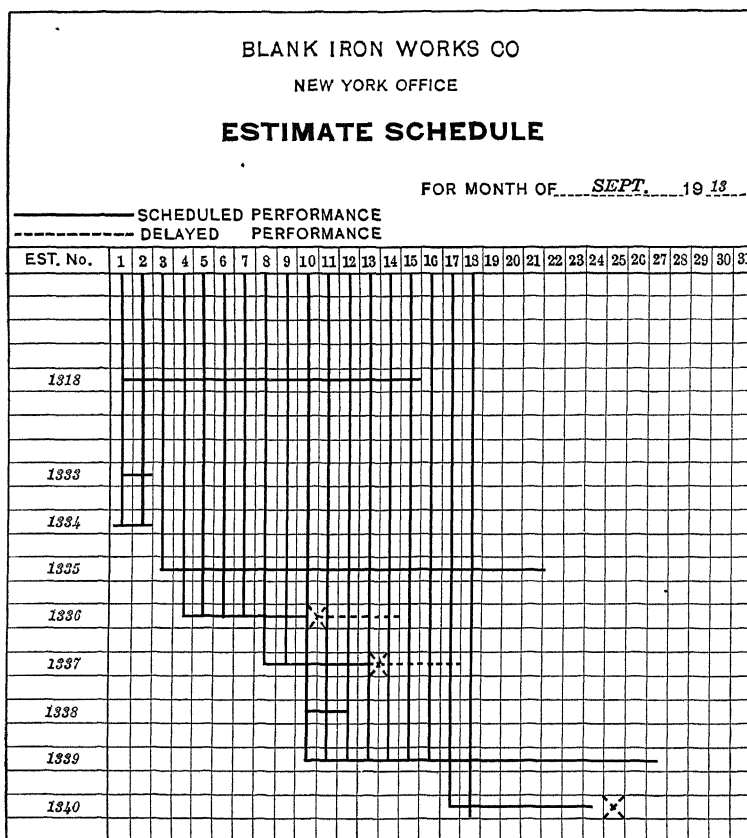 BLANK IRON WORKS CO
NEW YORK OFFICE
ESTIMATE SCHEDULE
FOR MONTH OF SEPT. 1913
SCHEDULED PERFORMANCE
DELAYED PERFORMANCE
EST. No. 1 2 3 4 5 6 7 8 9 10 11 12 13 14 15 16 17 18 19 20 21 22 23 24 25 26 27 28 29 30 31
1318
1333
1334
1335
1336
1337
1338
1339
1340